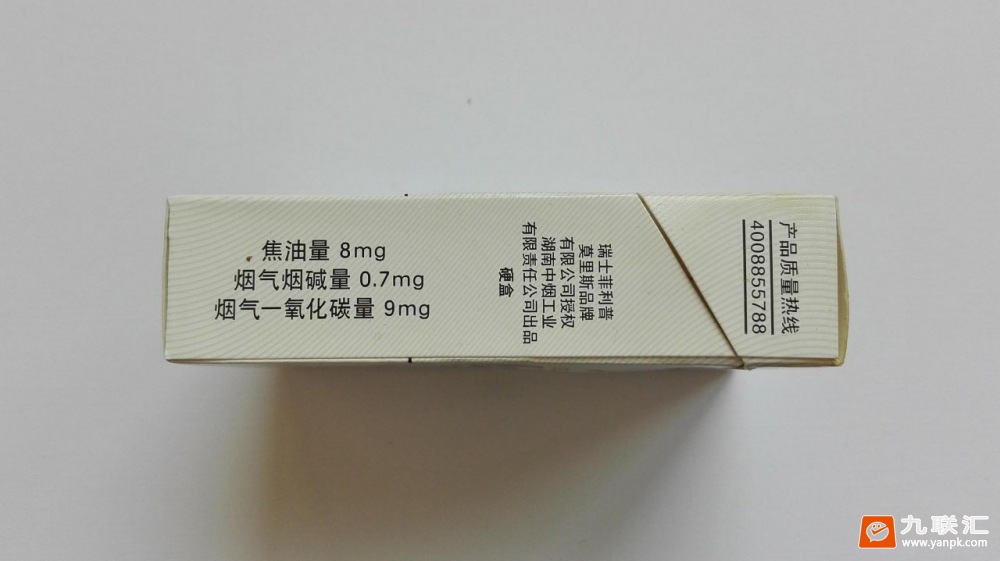 焦油量 8mg
烟气烟碱量 0.7mg
烟气一氧化碳量 9mg
瑞士菲利普
莫里斯品牌
有限公司授权
湖南中烟工业
有限责任公司出品
硬盒
产品质量热线
4008855788
九联汇
www.yanpk.com